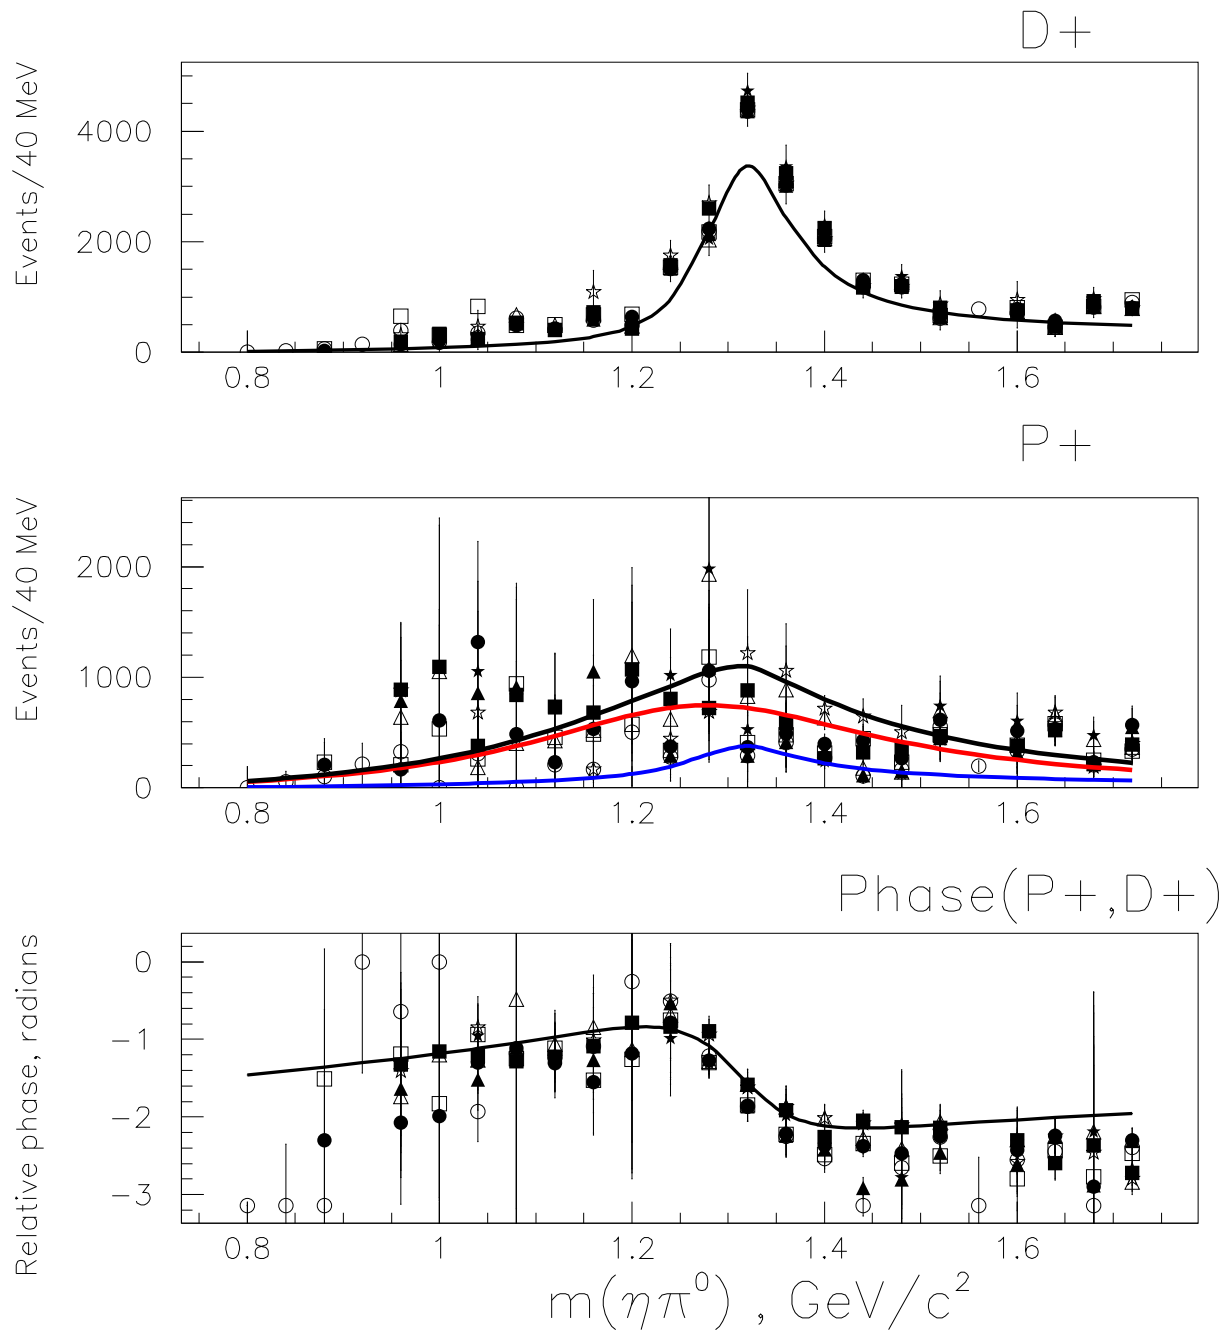 D+
Events/40 MeV
4000
2000
0
0.8 1 1.2 1.4 1.6
P+
Events/40 MeV
2000
1000
0
0.8 1 1.2 1.4 1.6
Phase(P+,D+)
Relative phase, radians
0
-1
-2
-3
0.8 1 1.2 1.4 1.6
m(ηπ⁰) , GeV/c²